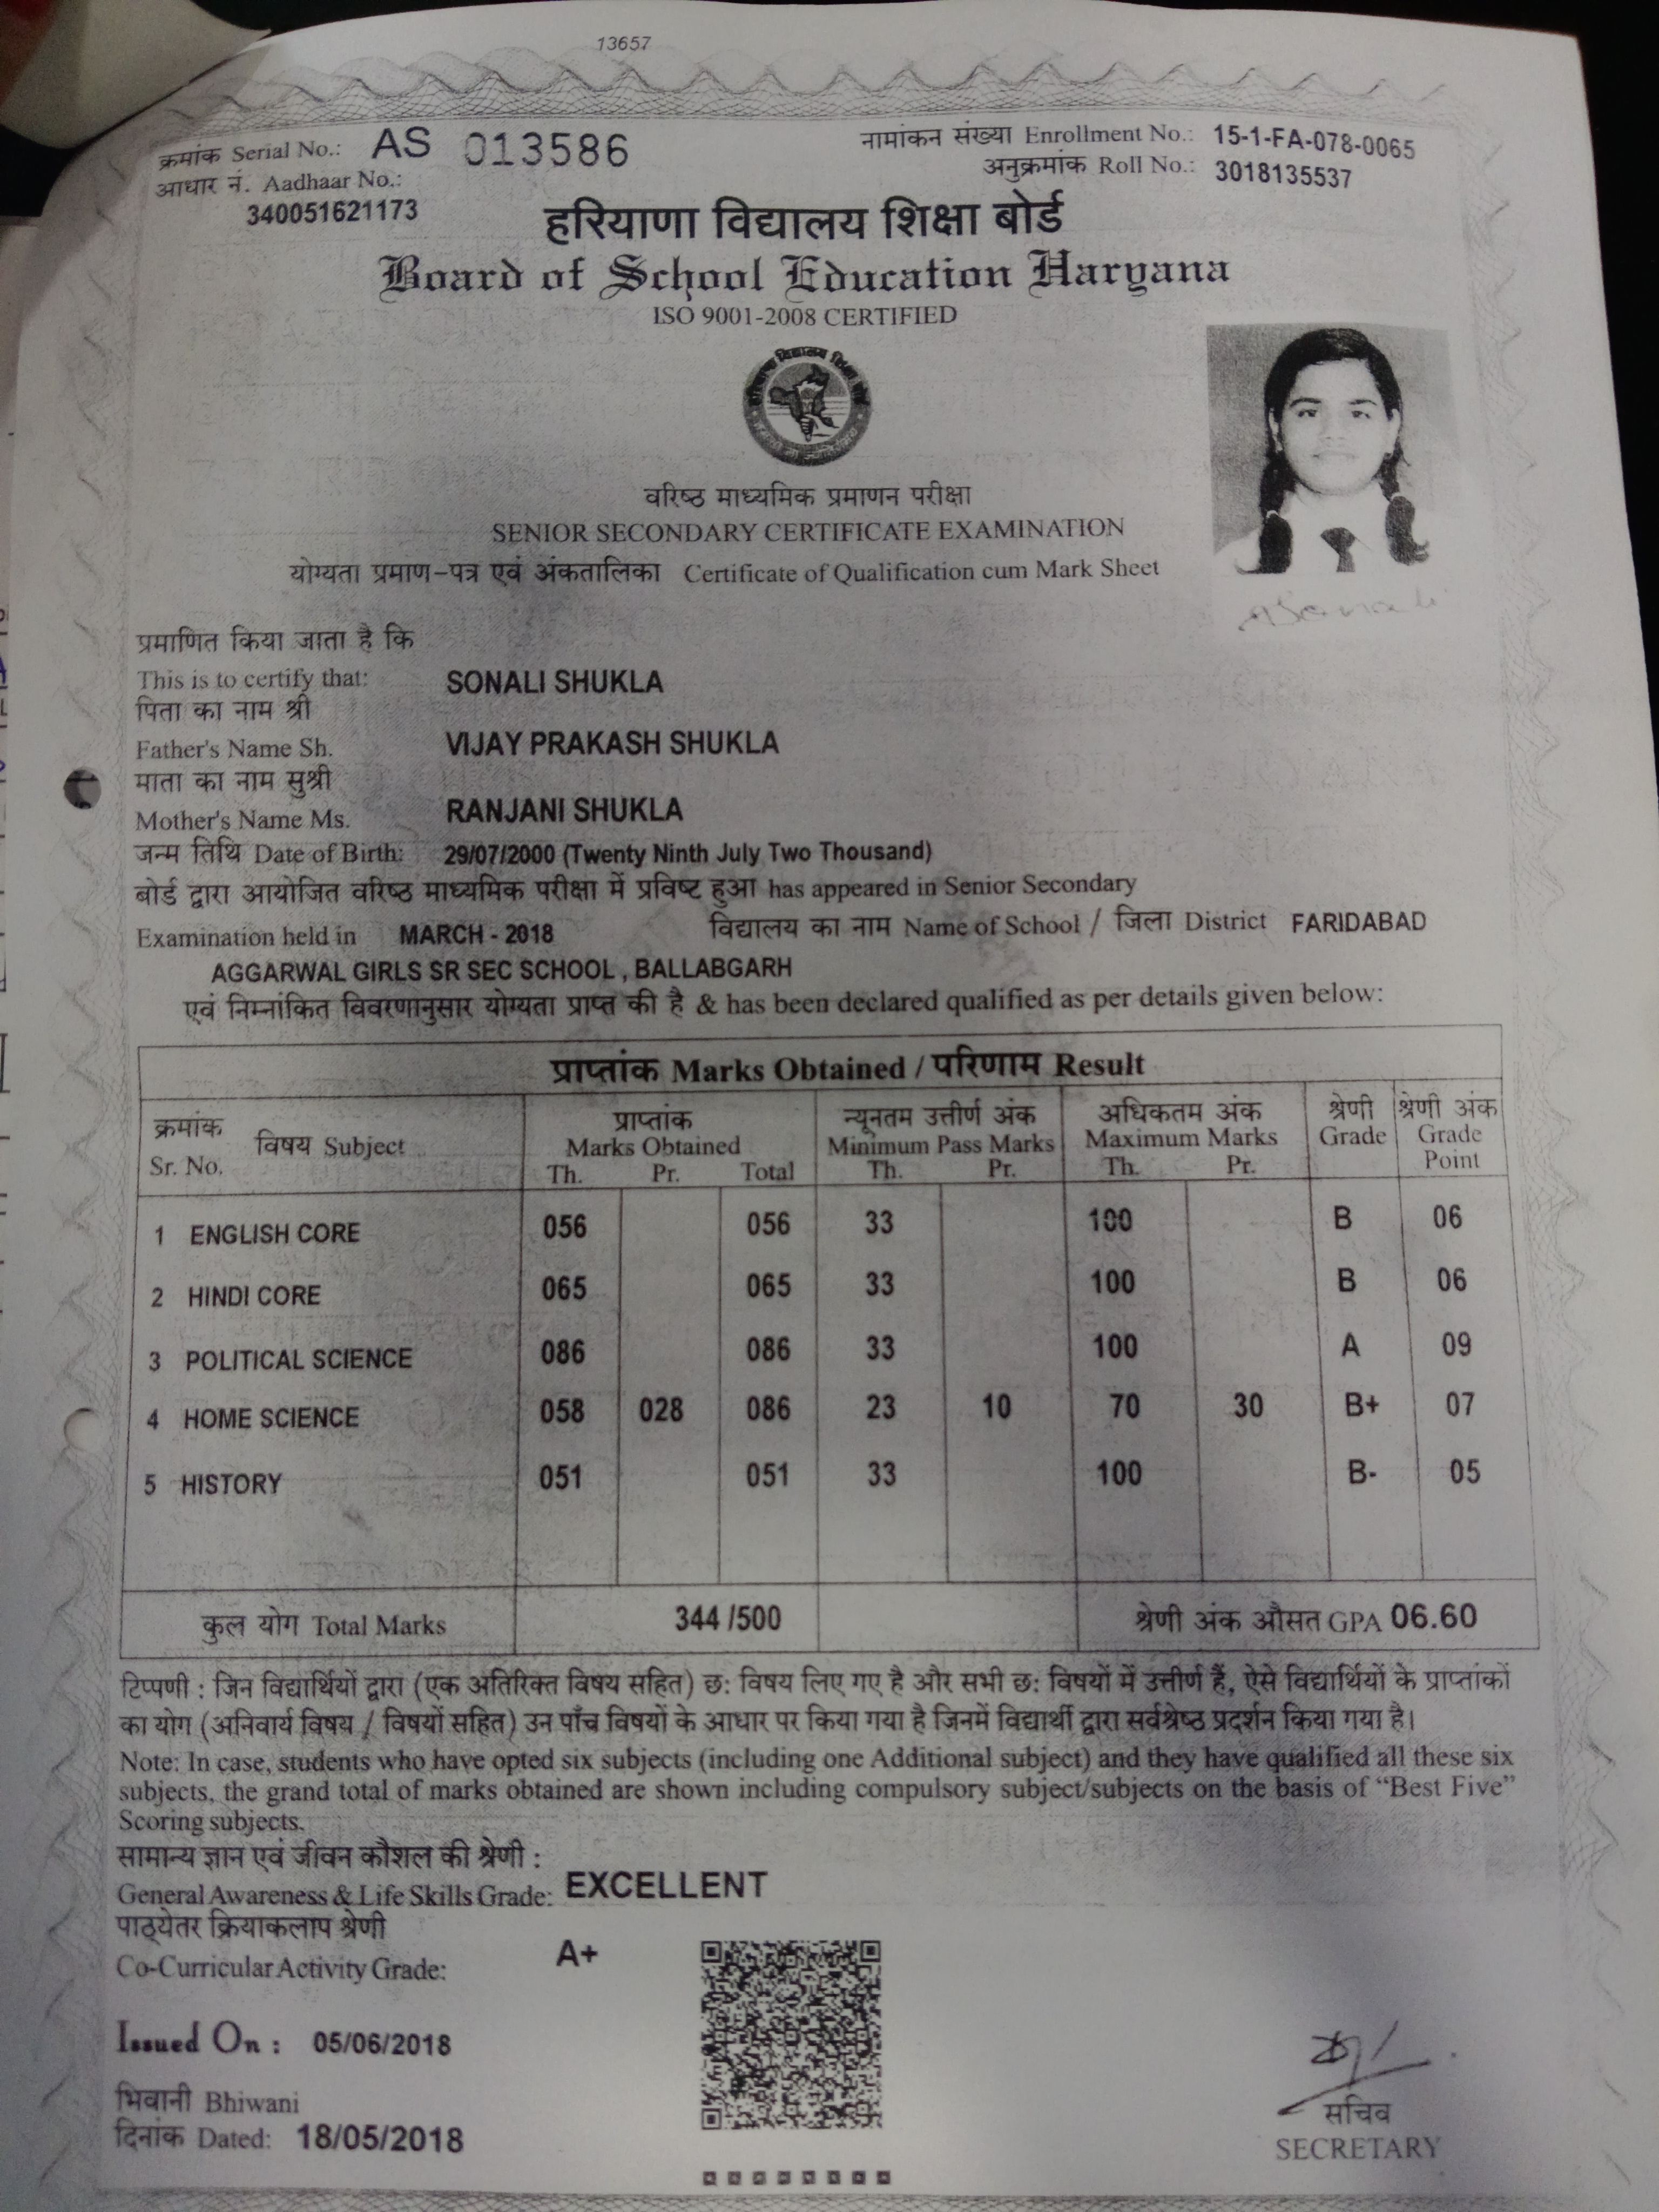 13657
क्रमांक Serial No.: AS 013586
नामांकन संख्या Enrollment No.: 15-1-FA-078-0065
आधार नं. Aadhaar No.:
अनुक्रमांक Roll No.: 3018135537
340051621173
हरियाणा विद्यालय शिक्षा बोर्ड
Board of School Education Haryana
ISO 9001-2008 CERTIFIED
वरिष्ठ माध्यमिक प्रमाणन परीक्षा
SENIOR SECONDARY CERTIFICATE EXAMINATION
योग्यता प्रमाण-पत्र एवं अंकतालिका Certificate of Qualification cum Mark Sheet
प्रमाणित किया जाता है कि
This is to certify that: SONALI SHUKLA
पिता का नाम श्री
Father's Name Sh. VIJAY PRAKASH SHUKLA
माता का नाम सुश्री
Mother's Name Ms. RANJANI SHUKLA
जन्म तिथि Date of Birth: 29/07/2000 (Twenty Ninth July Two Thousand)
बोर्ड द्वारा आयोजित वरिष्ठ माध्यमिक परीक्षा में प्रविष्ट हुआ has appeared in Senior Secondary
Examination held in MARCH - 2018 विद्यालय का नाम Name of School / जिला District FARIDABAD
AGGARWAL GIRLS SR SEC SCHOOL , BALLABGARH
एवं निम्नांकित विवरणानुसार योग्यता प्राप्त की है & has been declared qualified as per details given below:
प्राप्तांक Marks Obtained / परिणाम Result
क्रमांक विषय Subject प्राप्तांक न्यूनतम उत्तीर्ण अंक अधिकतम अंक श्रेणी श्रेणी अंक
Sr. No. Marks Obtained Minimum Pass Marks Maximum Marks Grade Grade Point
Th. Pr. Total Th. Pr. Th. Pr.
1 ENGLISH CORE 056 056 33 100 B 06
2 HINDI CORE 065 065 33 100 B 06
3 POLITICAL SCIENCE 086 086 33 100 A 09
4 HOME SCIENCE 058 028 086 23 10 70 30 B+ 07
5 HISTORY 051 051 33 100 B- 05
कुल योग Total Marks 344 /500 श्रेणी अंक औसत GPA 06.60
टिप्पणी : जिन विद्यार्थियों द्वारा (एक अतिरिक्त विषय सहित) छ: विषय लिए गए है और सभी छ: विषयों में उत्तीर्ण हैं, ऐसे विद्यार्थियों के प्राप्तांकों
का योग (अनिवार्य विषय / विषयों सहित) उन पाँच विषयों के आधार पर किया गया है जिनमें विद्यार्थी द्वारा सर्वश्रेष्ठ प्रदर्शन किया गया है।
Note: In case, students who have opted six subjects (including one Additional subject) and they have qualified all these six
subjects, the grand total of marks obtained are shown including compulsory subject/subjects on the basis of “Best Five”
Scoring subjects.
सामान्य ज्ञान एवं जीवन कौशल की श्रेणी :
General Awareness & Life Skills Grade: EXCELLENT
पाठ्येतर क्रियाकलाप श्रेणी
Co-Curricular Activity Grade: A+
Issued On : 05/06/2018
भिवानी Bhiwani
दिनांक Dated: 18/05/2018
सचिव
SECRETARY